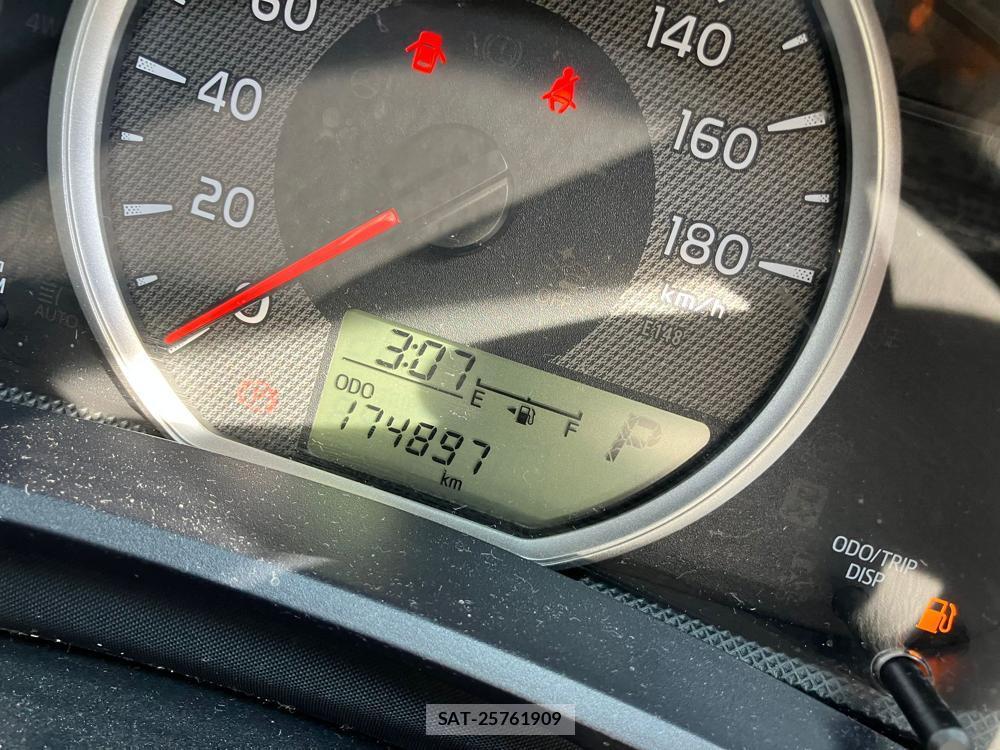 60
40
20
0
140
160
180
km/h
E148
3:07
ODO
E
F
174897
km
P
AUTO
ODO/TRIP
DISP
SAT-25761909